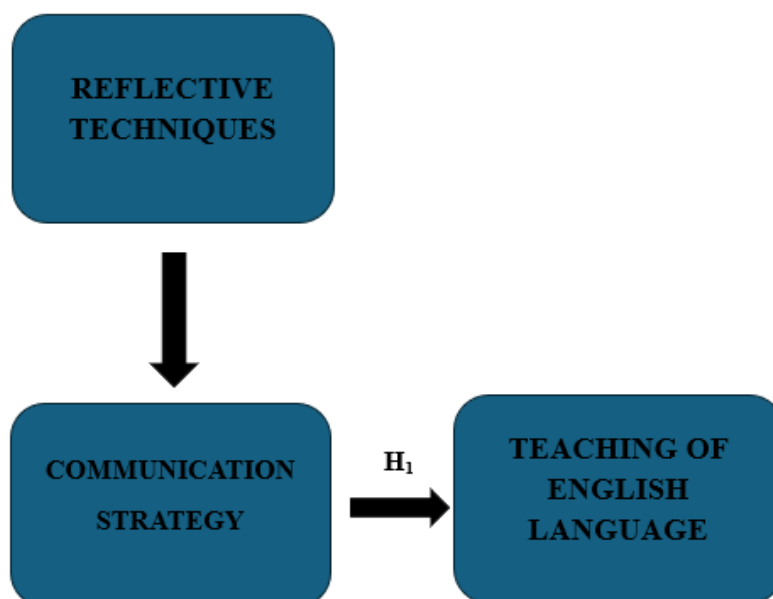 REFLECTIVE
TECHNIQUES
COMMUNICATION
STRATEGY
H₁
TEACHING OF
ENGLISH
LANGUAGE